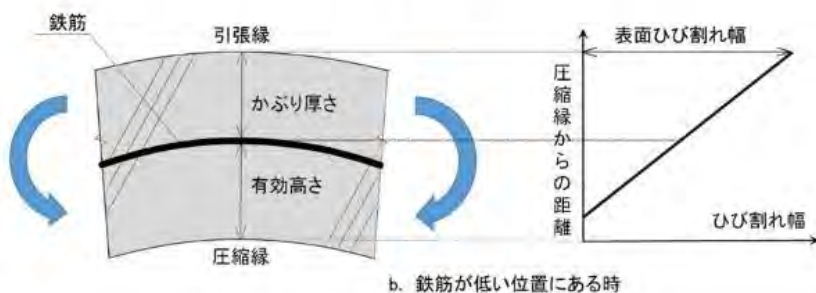 鉄筋
引張縁
かぶり厚さ
有効高さ
圧縮縁
表面ひび割れ幅
圧縮縁からの距離
ひび割れ幅
b. 鉄筋が低い位置にある時